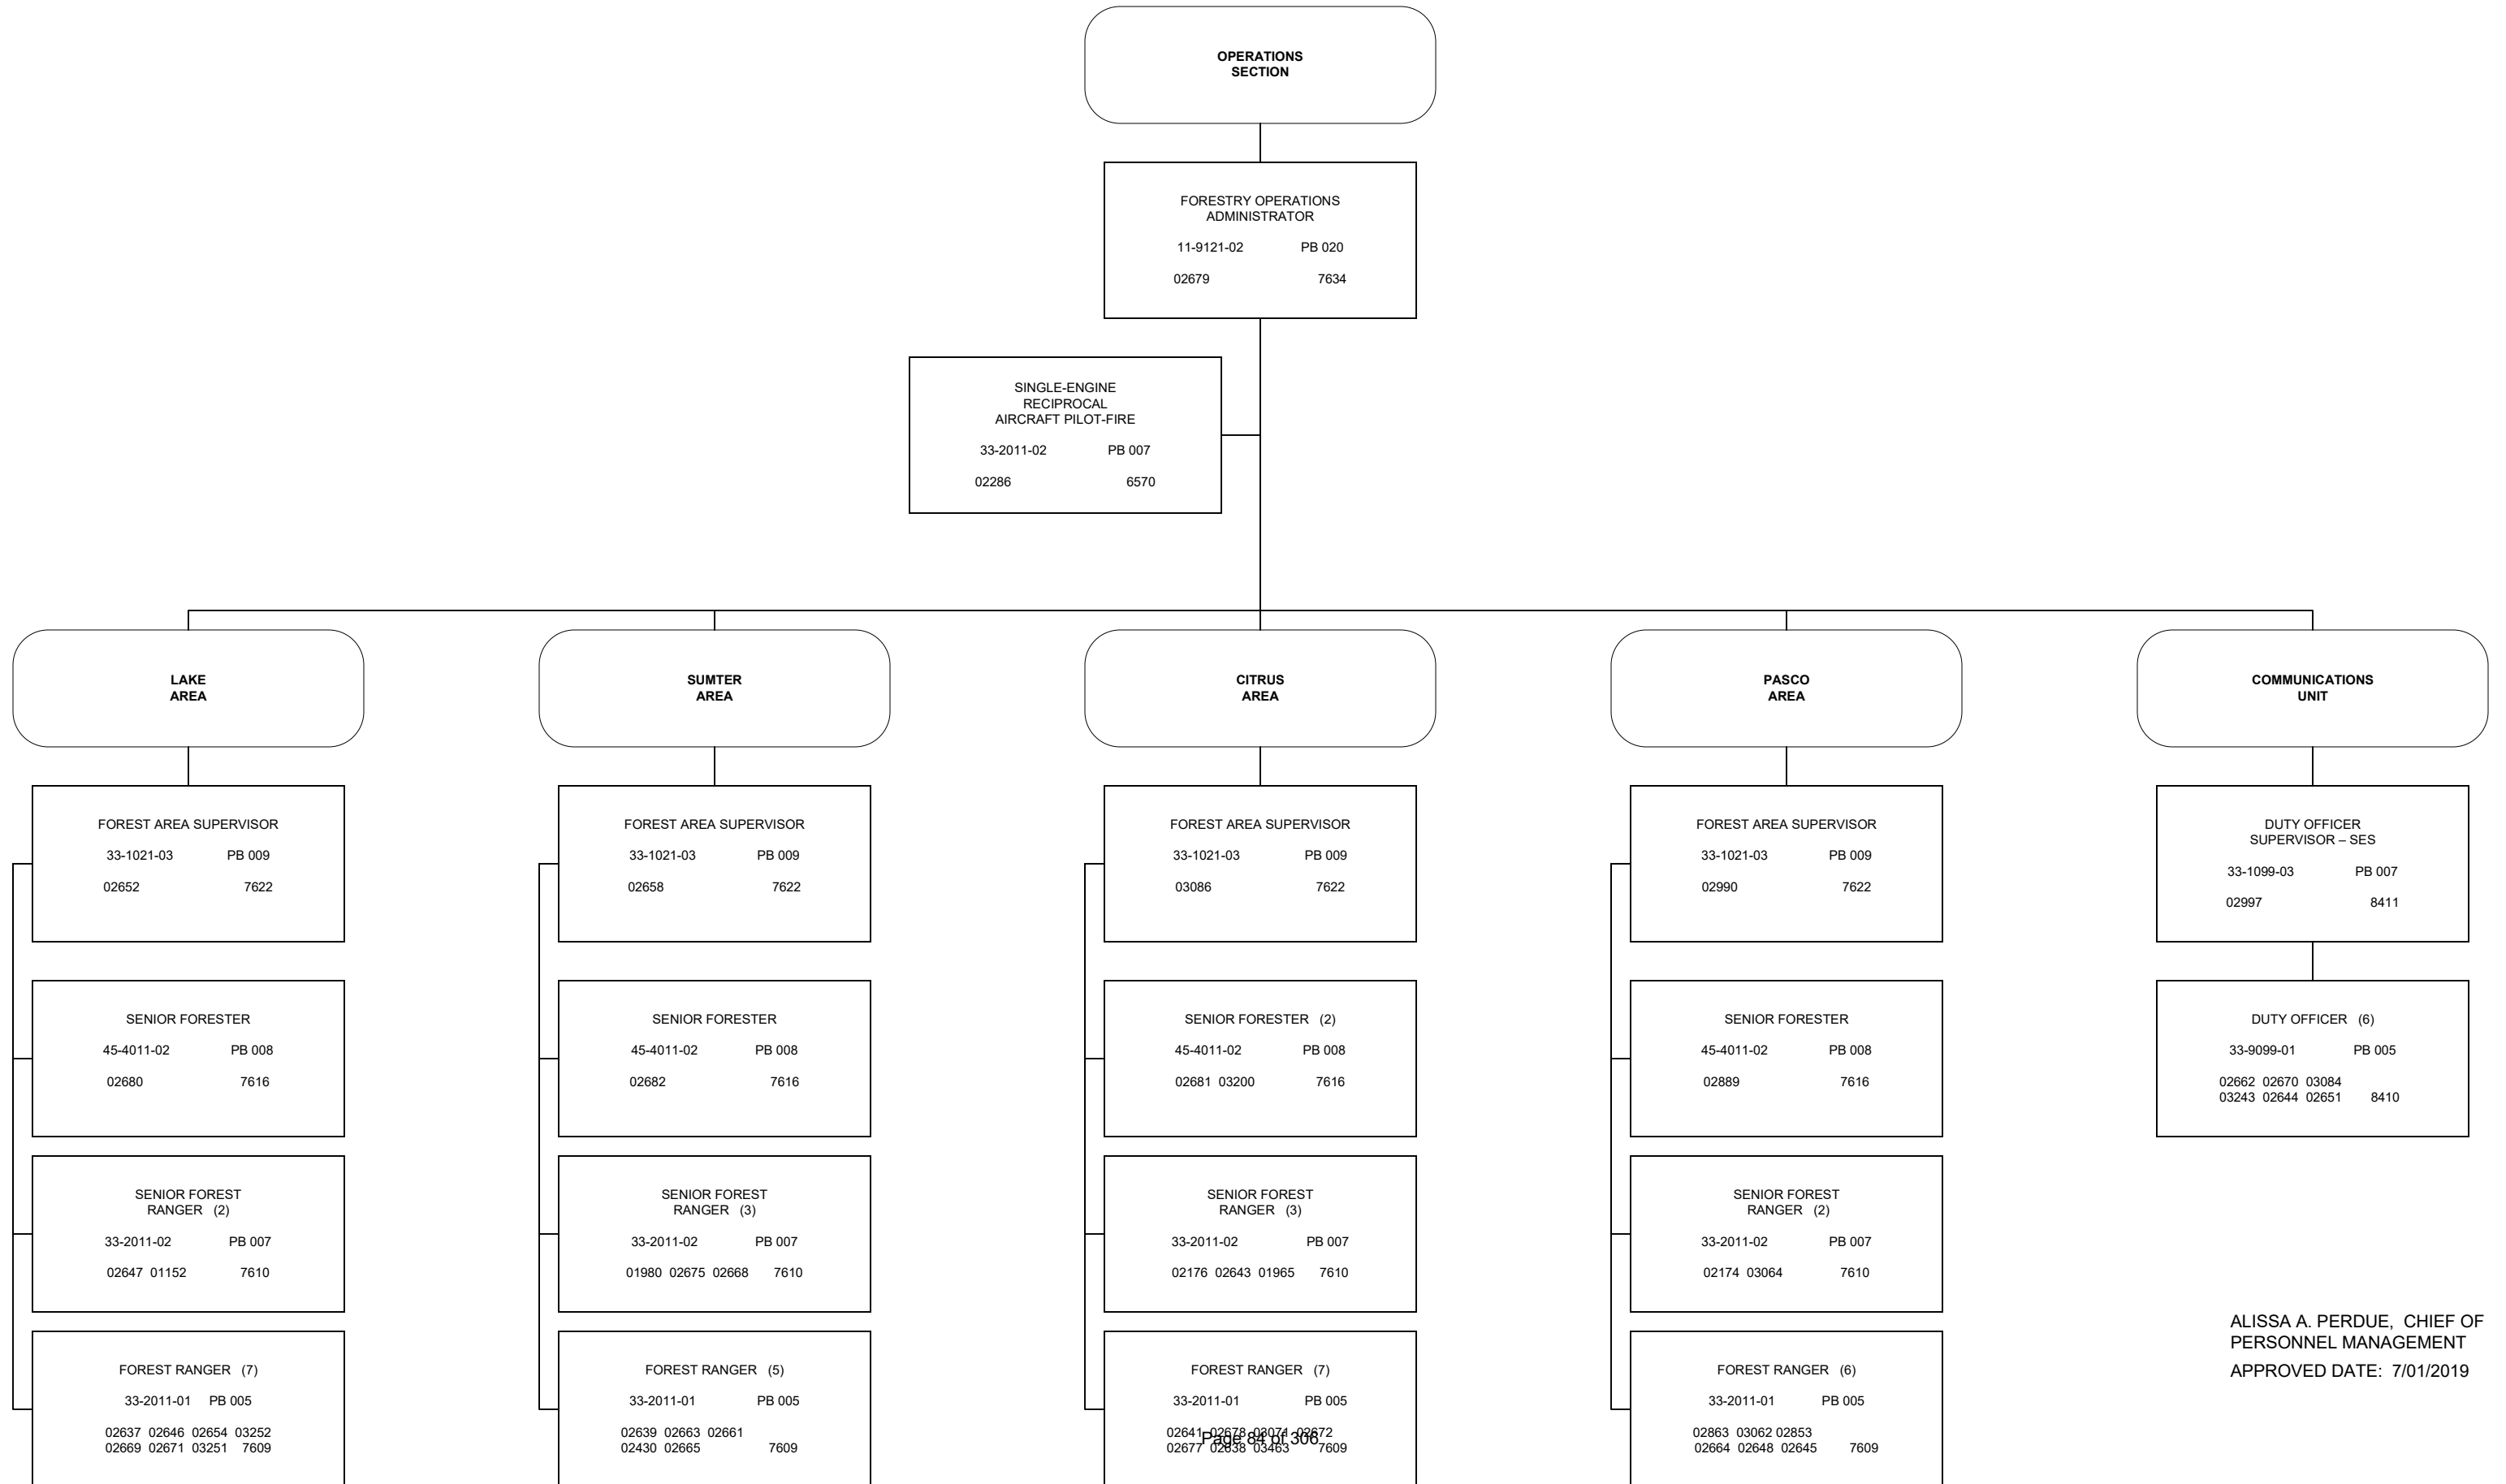 OPERATIONS
SECTION
FORESTRY OPERATIONS
ADMINISTRATOR
11-9121-02 PB 020
02679 7634
SINGLE-ENGINE
RECIPROCAL
AIRCRAFT PILOT-FIRE
33-2011-02 PB 007
02286 6570
LAKE
AREA
FOREST AREA SUPERVISOR
33-1021-03 PB 009
02652 7622
SENIOR FORESTER
45-4011-02 PB 008
02680 7616
SENIOR FOREST
RANGER (2)
33-2011-02 PB 007
02647 01152 7610
FOREST RANGER (7)
33-2011-01 PB 005
02637 02646 02654 03252
02669 02671 03251 7609
SUMTER
AREA
FOREST AREA SUPERVISOR
33-1021-03 PB 009
02658 7622
SENIOR FORESTER
45-4011-02 PB 008
02682 7616
SENIOR FOREST
RANGER (3)
33-2011-02 PB 007
01980 02675 02668 7610
FOREST RANGER (5)
33-2011-01 PB 005
02639 02663 02661
02430 02665 7609
CITRUS
AREA
FOREST AREA SUPERVISOR
33-1021-03 PB 009
03086 7622
SENIOR FORESTER (2)
45-4011-02 PB 008
02681 03200 7616
SENIOR FOREST
RANGER (3)
33-2011-02 PB 007
02176 02643 01965 7610
FOREST RANGER (7)
33-2011-01 PB 005
02641 02678 03074 02672
02677 02638 03463 7609
Page 84 of 306
PASCO
AREA
FOREST AREA SUPERVISOR
33-1021-03 PB 009
02990 7622
SENIOR FORESTER
45-4011-02 PB 008
02889 7616
SENIOR FOREST
RANGER (2)
33-2011-02 PB 007
02174 03064 7610
FOREST RANGER (6)
33-2011-01 PB 005
02863 03062 02853
02664 02648 02645 7609
COMMUNICATIONS
UNIT
DUTY OFFICER
SUPERVISOR – SES
33-1099-03 PB 007
02997 8411
DUTY OFFICER (6)
33-9099-01 PB 005
02662 02670 03084
03243 02644 02651 8410
ALISSA A. PERDUE, CHIEF OF
PERSONNEL MANAGEMENT
APPROVED DATE: 7/01/2019